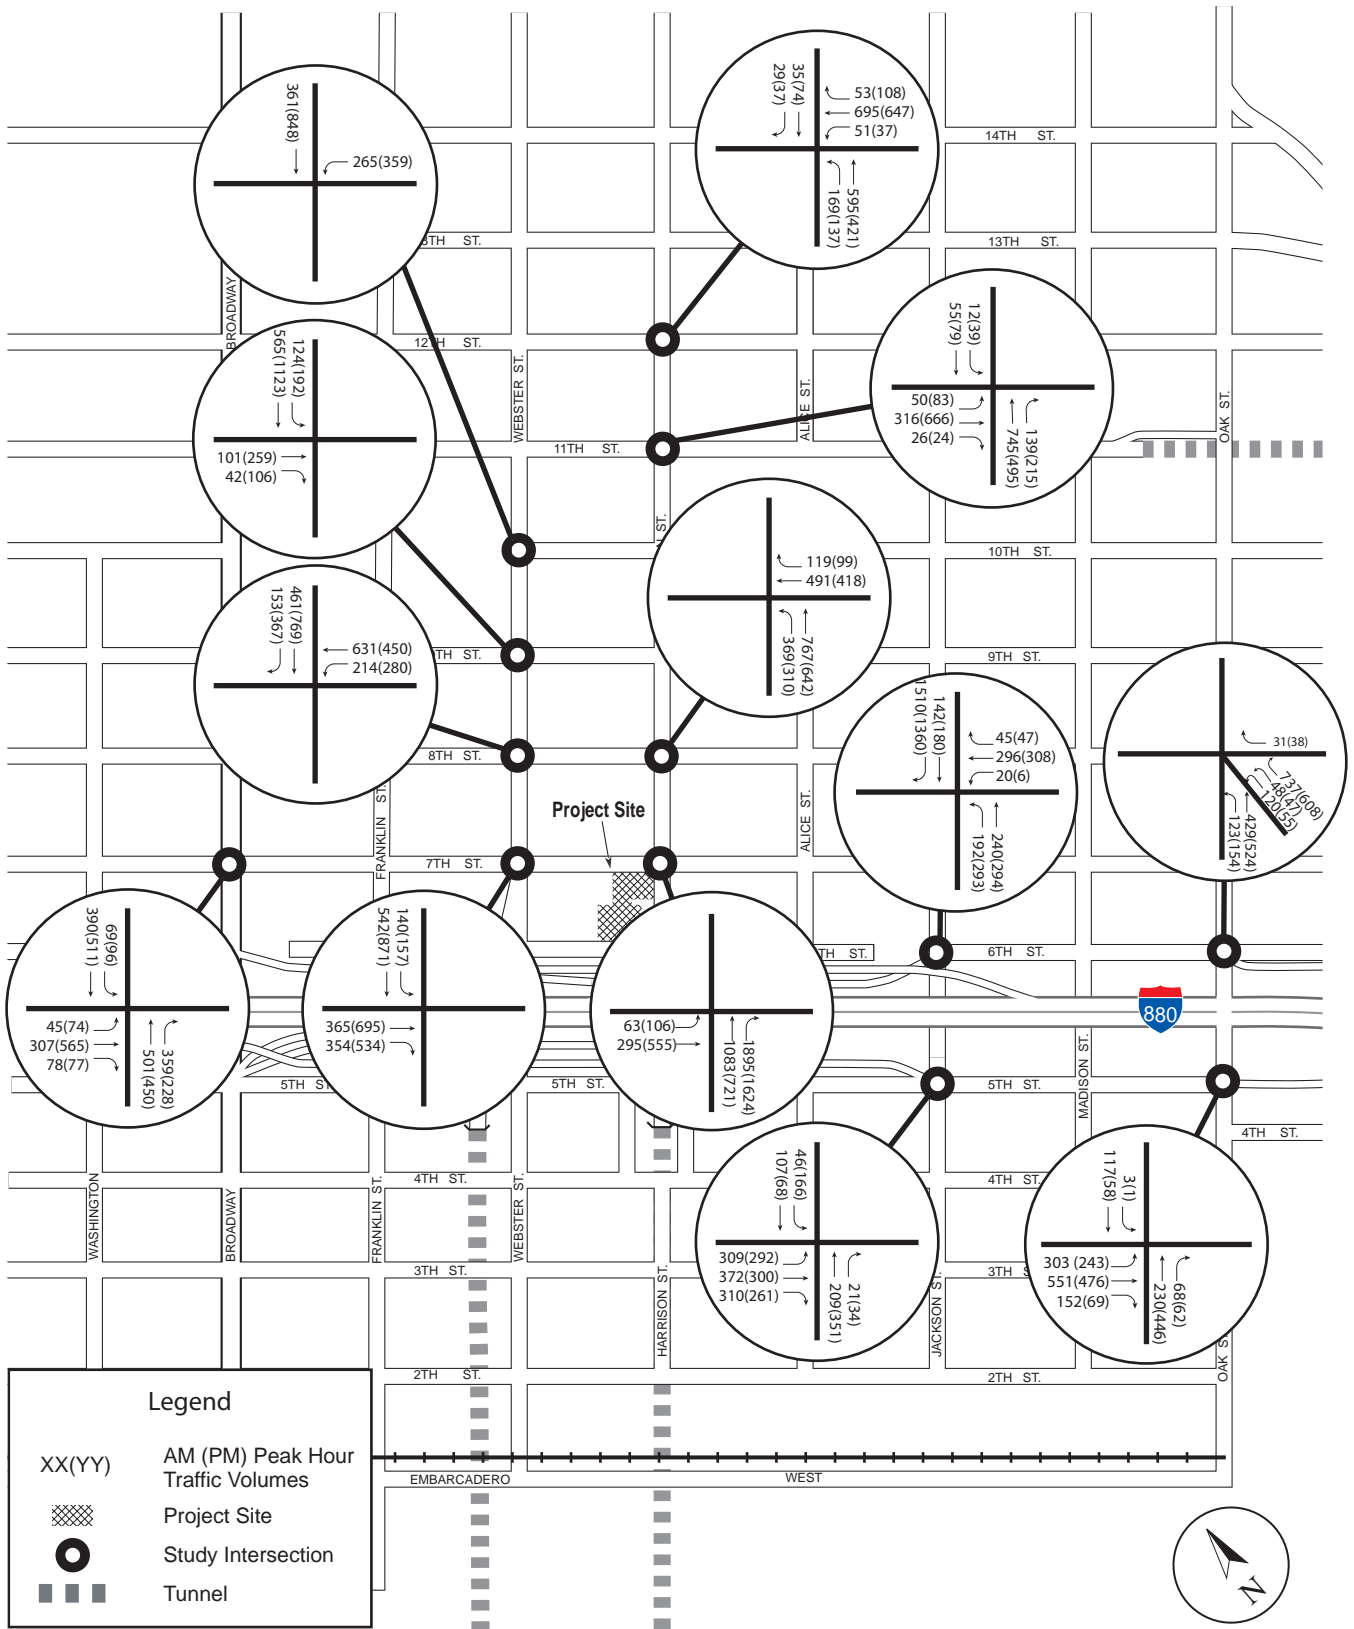 361(848)
265(359)
35(74)
29(37)
53(108)
695(647)
51(37)
595(421)
169(137)
14TH ST.
13TH ST.
BROADWAY
12TH ST.
WEBSTER ST.
ALICE ST.
OAK ST.
11TH ST.
12(39)
55(79)
50(83)
316(666)
26(24)
139(215)
745(495)
124(192)
565(1123)
101(259)
42(106)
10TH ST.
ST.
119(99)
491(418)
767(642)
369(310)
461(769)
153(367)
631(450)
214(280)
TH ST.
9TH ST.
8TH ST.
142(180)
1510(1360)
45(47)
296(308)
20(6)
240(294)
192(293)
31(38)
737(608)
48(47)
120(55)
429(524)
123(154)
FRANKLIN ST.
Project Site
ALICE ST.
7TH ST.
69(96)
390(511)
45(74)
307(565)
78(77)
359(228)
501(450)
140(157)
542(871)
365(695)
354(534)
63(106)
295(555)
1895(1624)
1083(721)
TH ST.
6TH ST.
880
MADISON ST.
5TH ST
5TH ST.
5TH ST.
4TH ST.
46(166)
107(68)
309(292)
372(300)
310(261)
21(34)
209(351)
3(1)
117(58)
303 (243)
551(476)
152(69)
68(62)
230(446)
WASHINGTON
BROADWAY
FRANKLIN ST.
4TH ST.
WEBSTER ST.
4TH ST.
3TH ST.
HARRISON ST.
JACKSON ST.
3TH S
OAK S
2TH ST.
2TH ST.
EMBARCADERO WEST
Legend
XX(YY) AM (PM) Peak Hour
Traffic Volumes
Project Site
Study Intersection
Tunnel
N